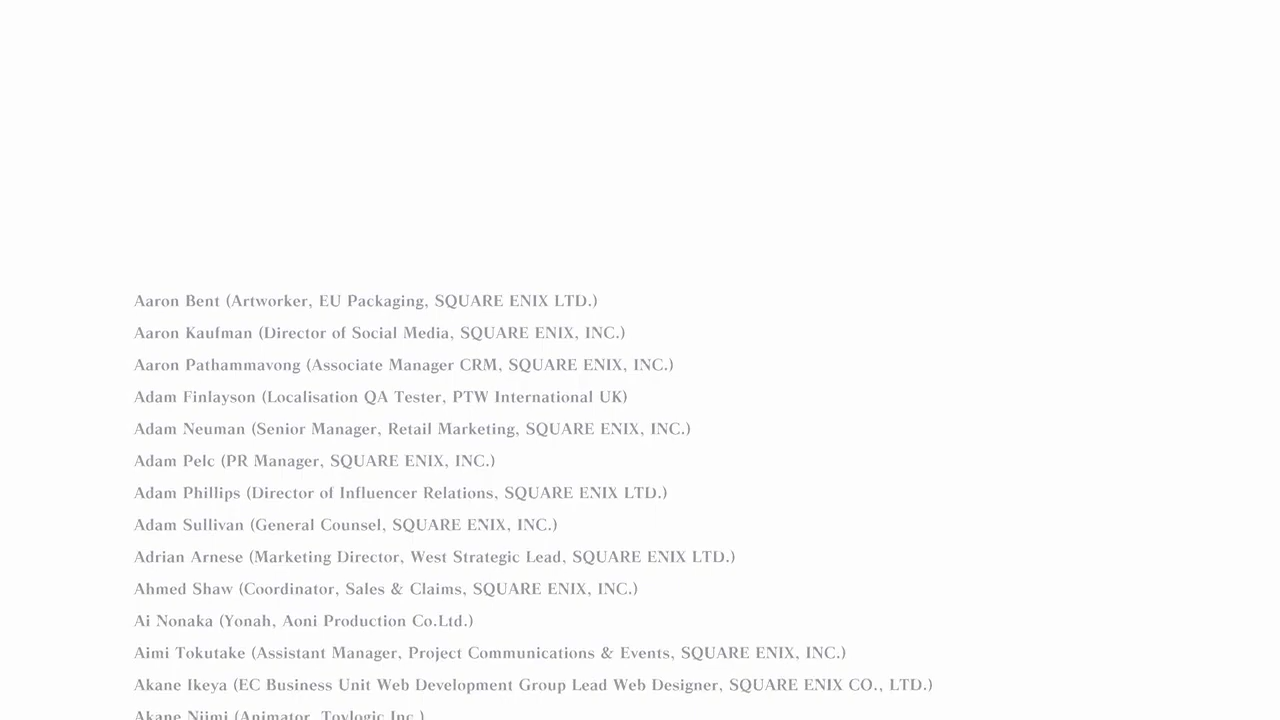 Aaron Bent (Artworker, EU Packaging, SQUARE ENIX LTD.)
Aaron Kaufman (Director of Social Media, SQUARE ENIX, INC.)
Aaron Pathammavong (Associate Manager CRM, SQUARE ENIX, INC.)
Adam Finlayson (Localisation QA Tester, PTW International UK)
Adam Neuman (Senior Manager, Retail Marketing, SQUARE ENIX, INC.)
Adam Pelc (PR Manager, SQUARE ENIX, INC.)
Adam Phillips (Director of Influencer Relations, SQUARE ENIX LTD.)
Adam Sullivan (General Counsel, SQUARE ENIX, INC.)
Adrian Arnese (Marketing Director, West Strategic Lead, SQUARE ENIX LTD.)
Ahmed Shaw (Coordinator, Sales & Claims, SQUARE ENIX, INC.)
Ai Nonaka (Yonah, Aoni Production Co.Ltd.)
Aimi Tokutake (Assistant Manager, Project Communications & Events, SQUARE ENIX, INC.)
Akane Ikeya (EC Business Unit Web Development Group Lead Web Designer, SQUARE ENIX CO., LTD.)
Akane Niimi (Animator, Toylogic Inc.)